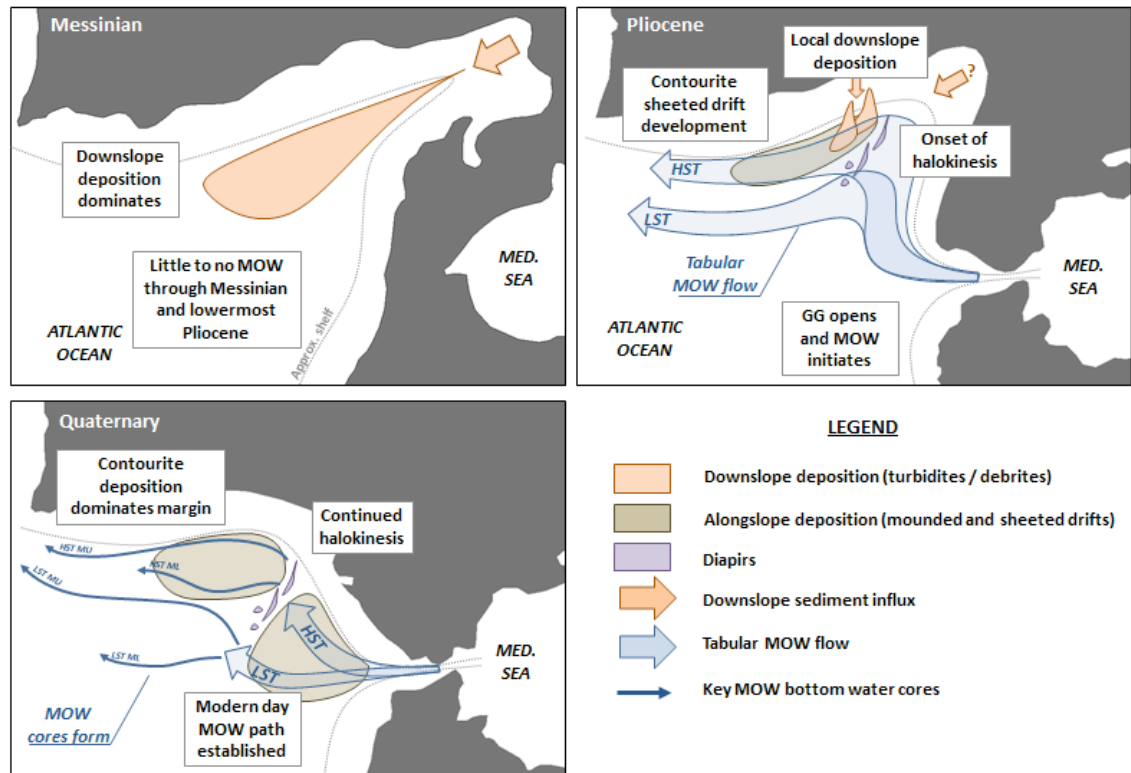 Messinian
Downslope
deposition
dominates
Little to no MOW
through Messinian
and lowermost
Pliocene
MED.
SEA
ATLANTIC
OCEAN
Approx. shelf
Pliocene
Local downslope
deposition
?
Contourite
sheeted drift
development
Onset of
halokinesis
HST
LST
Tabular
MOW flow
MED.
SEA
ATLANTIC
OCEAN
GG opens
and MOW
initiates
Quaternary
Contourite
deposition
dominates margin
Continued
halokinesis
HST MU
LST MU
HST ML
HST
LST
LST ML
MED.
SEA
MOW
cores form
Modern day
MOW path
established
LEGEND
Downslope deposition (turbidites / debrites)
Alongslope deposition (mounded and sheeted drifts)
Diapirs
Downslope sediment influx
Tabular MOW flow
Key MOW bottom water cores